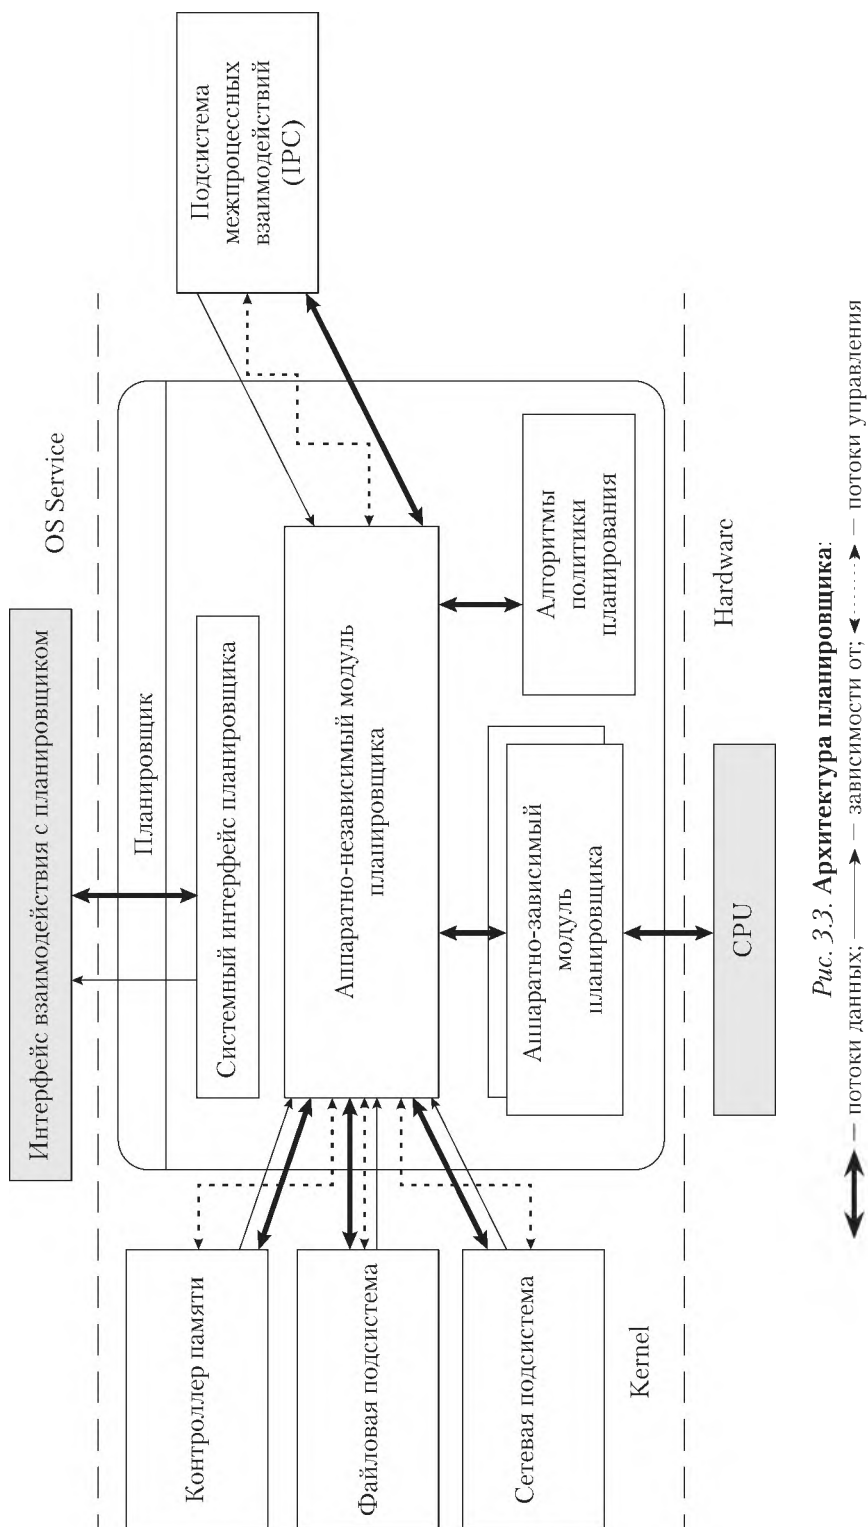 Интерфейс взаимодействия с планировщиком
OS Service
Планировщик
Системный интерфейс планировщика
Контроллер памяти
Файловая подсистема
Сетевая подсистема
Аппаратно-независимый модуль
планировщика
Подсистема
межпроцессных
взаимодействий
(IPC)
Аппаратно-зависимый
модуль
планировщика
Алгоритмы
политики
планирования
Kernel
CPU
Hardware
Рис. 3.3. Архитектура планировщика:
— потоки данных; — зависимости от; — потоки управления